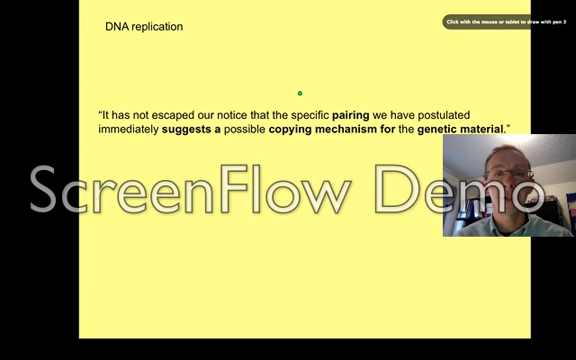 DNA replication
Click with the mouse or tablet to draw with pen 3
“It has not escaped our notice that the specific pairing we have postulated
immediately suggests a possible copying mechanism for the genetic material.”
ScreenFlow Demo